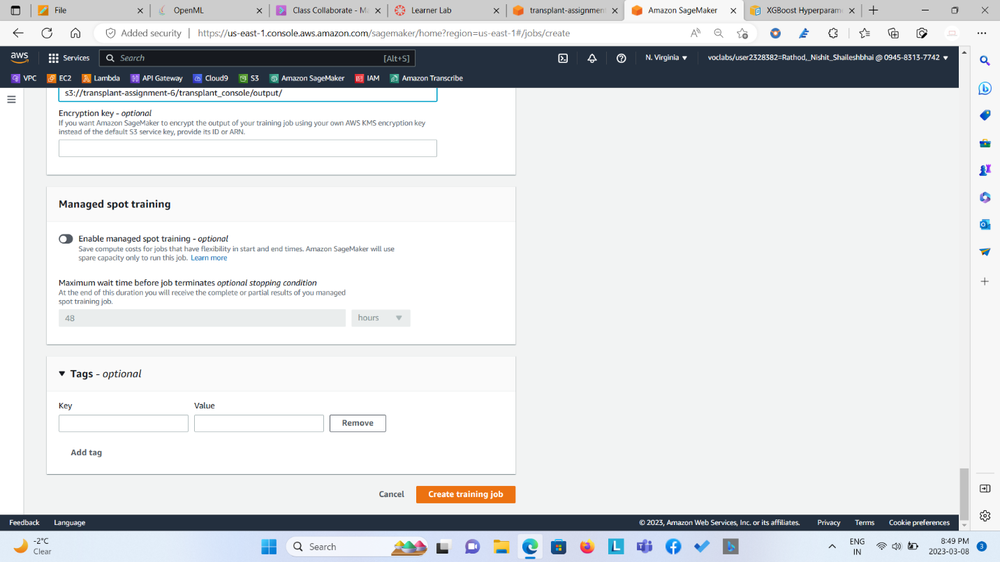 File
OpenML
Class Collaborate - Ma
Learner Lab
transplant-assignment
Amazon SageMaker
XGBoost Hyperparame
Added security
https://us-east-1.console.aws.amazon.com/sagemaker/home?region=us-east-1#/jobs/create
aws
Services
Search
[Alt+S]
N. Virginia
voclabs/user2328382=Rathod,_Nishit_Shaileshbhai @ 0945-8313-7742
VPC
EC2
Lambda
API Gateway
Cloud9
S3
Amazon SageMaker
IAM
Amazon Transcribe
s3://transplant-assignment-6/transplant_console/output/
Encryption key - optional
If you want Amazon SageMaker to encrypt the output of your training job using your own AWS KMS encryption key
instead of the default S3 service key, provide its ID or ARN.
Managed spot training
Enable managed spot training - optional
Save compute costs for jobs that have flexibility in start and end times. Amazon SageMaker will use
spare capacity only to run this job. Learn more
Maximum wait time before job terminates optional stopping condition
At the end of this duration you will receive the complete or partial results of you managed
spot training job.
48
hours
Tags - optional
Key
Value
Remove
Add tag
Cancel
Create training job
Feedback
Language
© 2023, Amazon Web Services, Inc. or its affiliates.
Privacy
Terms
Cookie preferences
-2°C
Clear
Search
ENG
IN
8:49 PM
2023-03-08
3